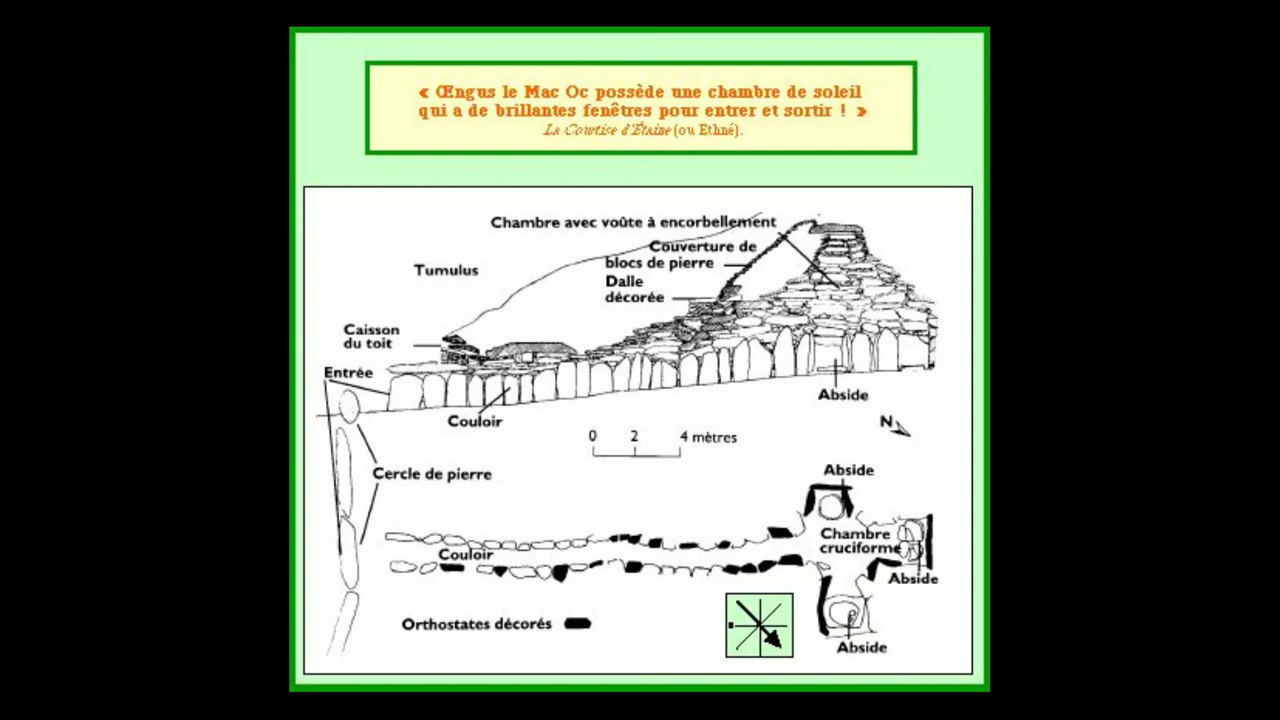 « Œngus le Mac Oc possède une chambre de soleil
qui a de brillantes fenêtres pour entrer et sortir ! »
La Courtise d'Étaine (ou Ethné).
Chambre avec voûte à encorbellement
Couverture de
blocs de pierre
Tumulus
Dalle
décorée
Caisson
du toit
Entrée
Abside
Couloir
N
0 2 4 mètres
Cercle de pierre
Abside
Chambre
cruciforme
Couloir
Abside
Orthostates décorés
Abside